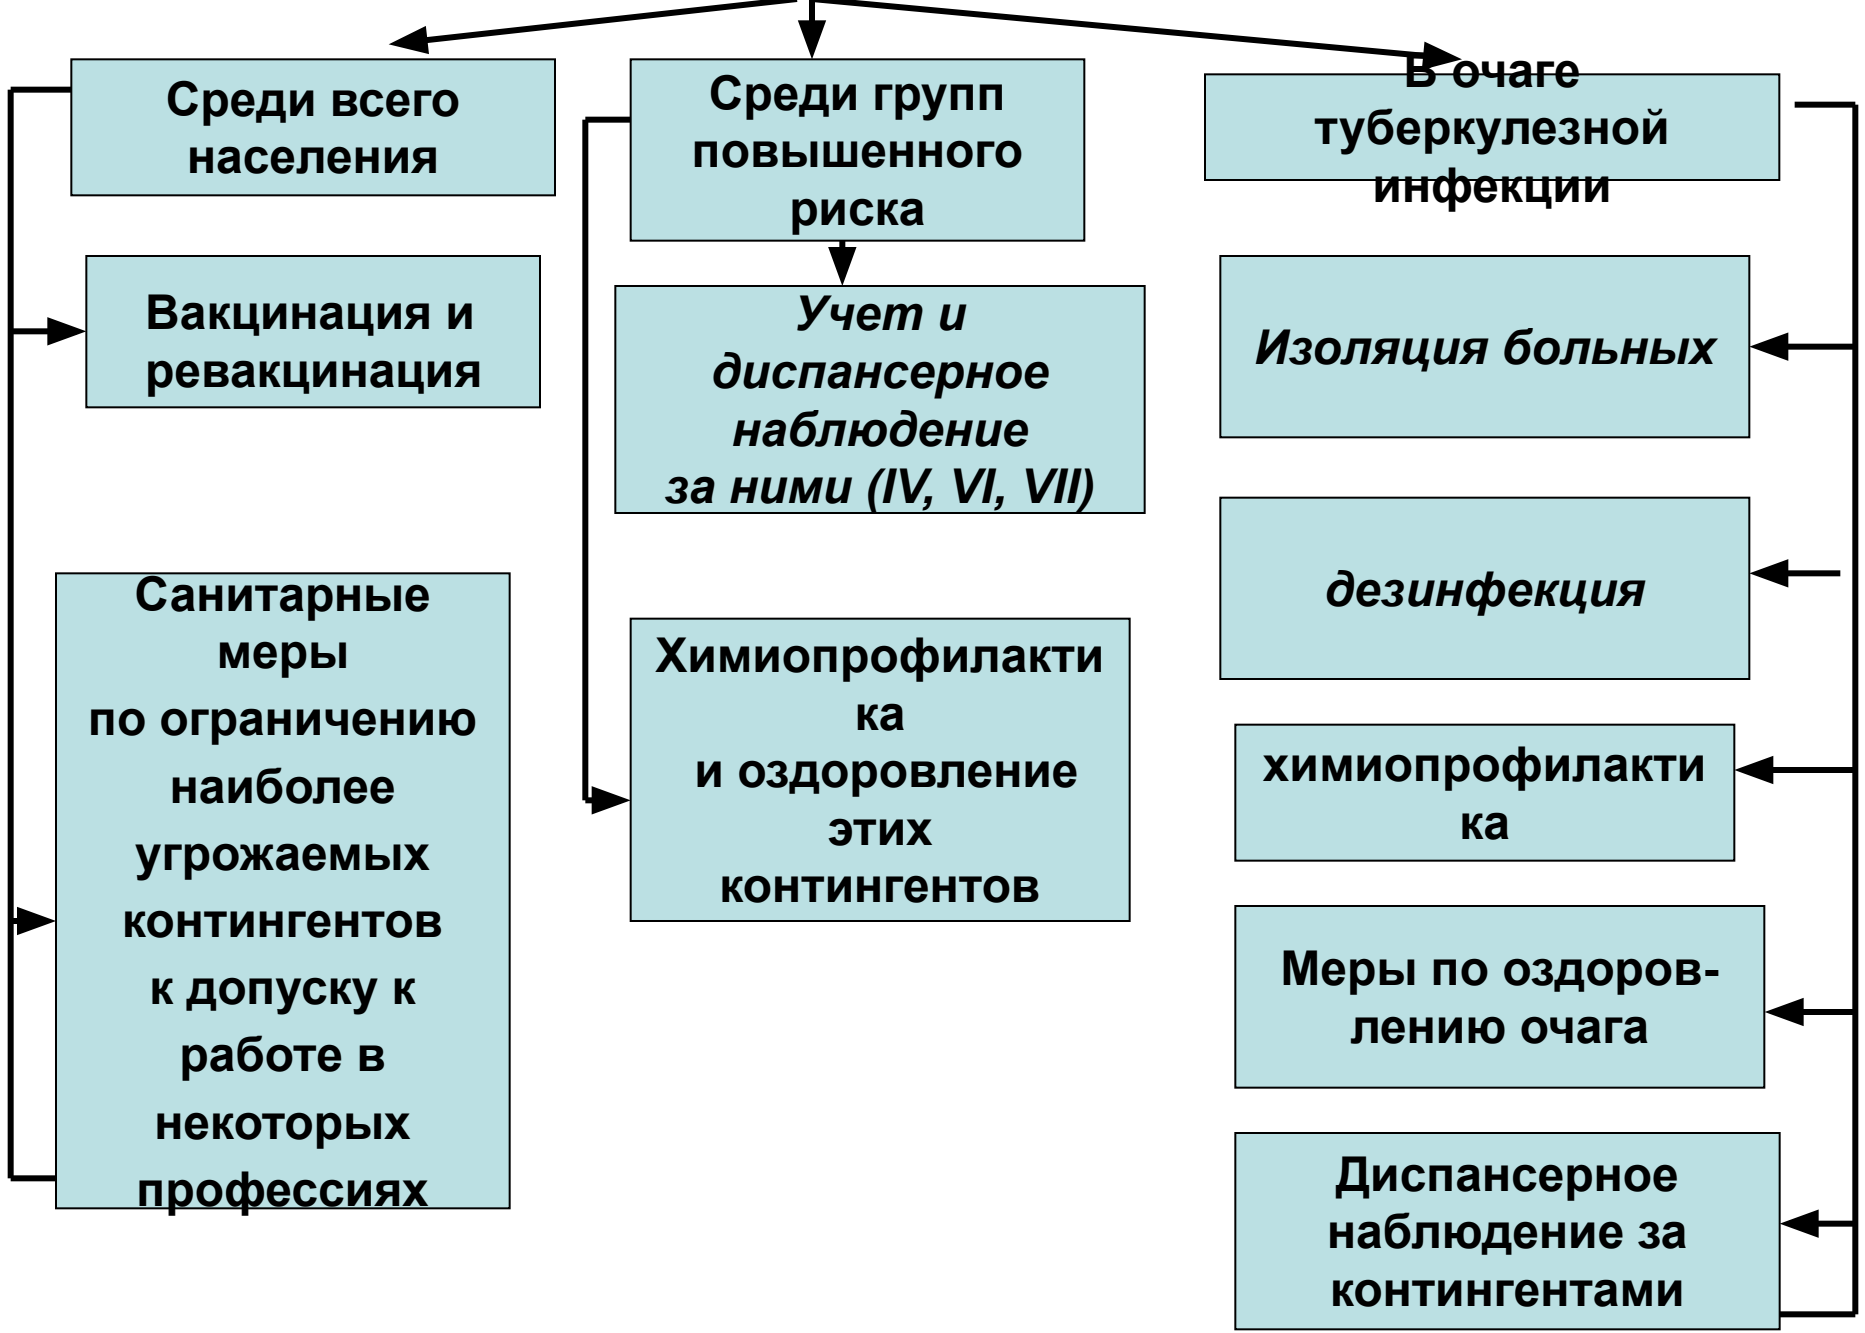 Среди всего
населения
Вакцинация и
ревакцинация
Санитарные
меры
по ограничению
наиболее
угрожаемых
контингентов
к допуску к
работе в
некоторых
профессиях
Среди групп
повышенного
риска
Учет и
диспансерное
наблюдение
за ними (IV, VI, VII)
Химиопрофилакти
ка
и оздоровление
этих
контингентов
В очаге
туберкулезной
инфекции
Изоляция больных
дезинфекция
химиопрофилакти
ка
Меры по оздоров-
лению очага
Диспансерное
наблюдение за
контингентами